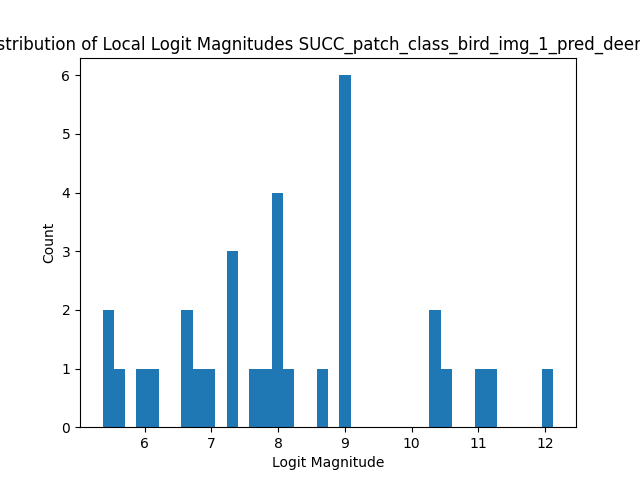 stribution of Local Logit Magnitudes SUCC_patch_class_bird_img_1_pred_deer
6
5
4
3
2
1
0
Count
6 7 8 9 10 11 12
Logit Magnitude